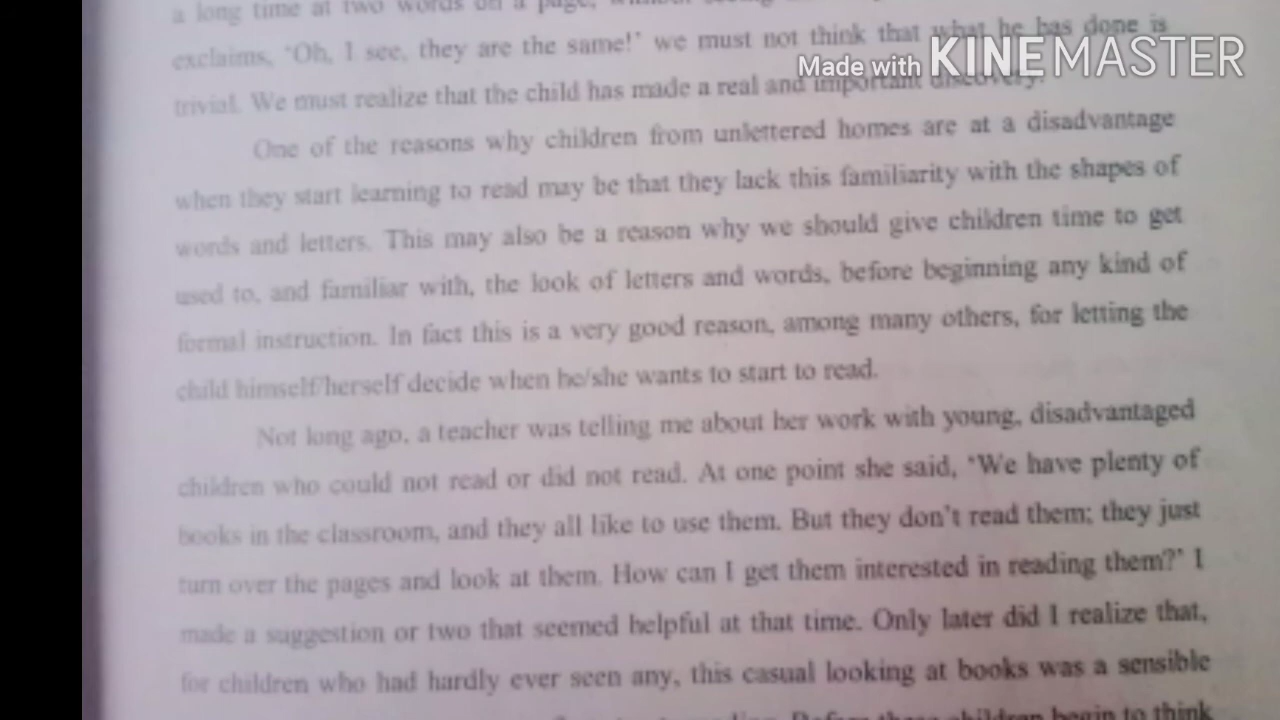 a long time at two words on a page,
exclaims, 'Oh, I see, they are the same!' we must not think that what he has done is
Made with KINEMASTER
trivial. We must realize that the child has made a real and important discovery.
One of the reasons why children from unlettered homes are at a disadvantage
when they start learning to read may be that they lack this familiarity with the shapes of
words and letters. This may also be a reason why we should give children time to get
used to, and familiar with, the look of letters and words, before beginning any kind of
formal instruction. In fact this is a very good reason, among many others, for letting the
child himself/herself decide when he/she wants to start to read.
Not long ago, a teacher was telling me about her work with young, disadvantaged
children who could not read or did not read. At one point she said, 'We have plenty of
books in the classroom, and they all like to use them. But they don't read them; they just
turn over the pages and look at them. How can I get them interested in reading them?' I
made a suggestion or two that seemed helpful at that time. Only later did I realize that,
for children who had hardly ever seen any, this casual looking at books was a sensible
children begin to think